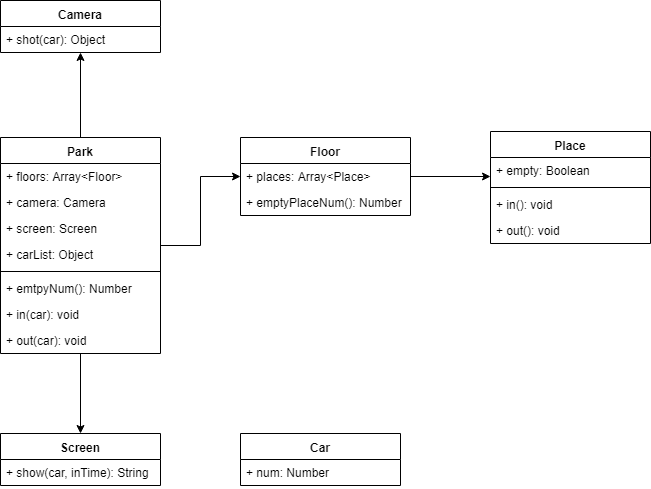 Camera
+ shot(car): Object
Park
+ floors: Array<Floor>
+ camera: Camera
+ screen: Screen
+ carList: Object
+ emtpyNum(): Number
+ in(car): void
+ out(car): void
Floor
+ places: Array<Place>
+ emptyPlaceNum(): Number
Place
+ empty: Boolean
+ in(): void
+ out(): void
Screen
+ show(car, inTime): String
Car
+ num: Number